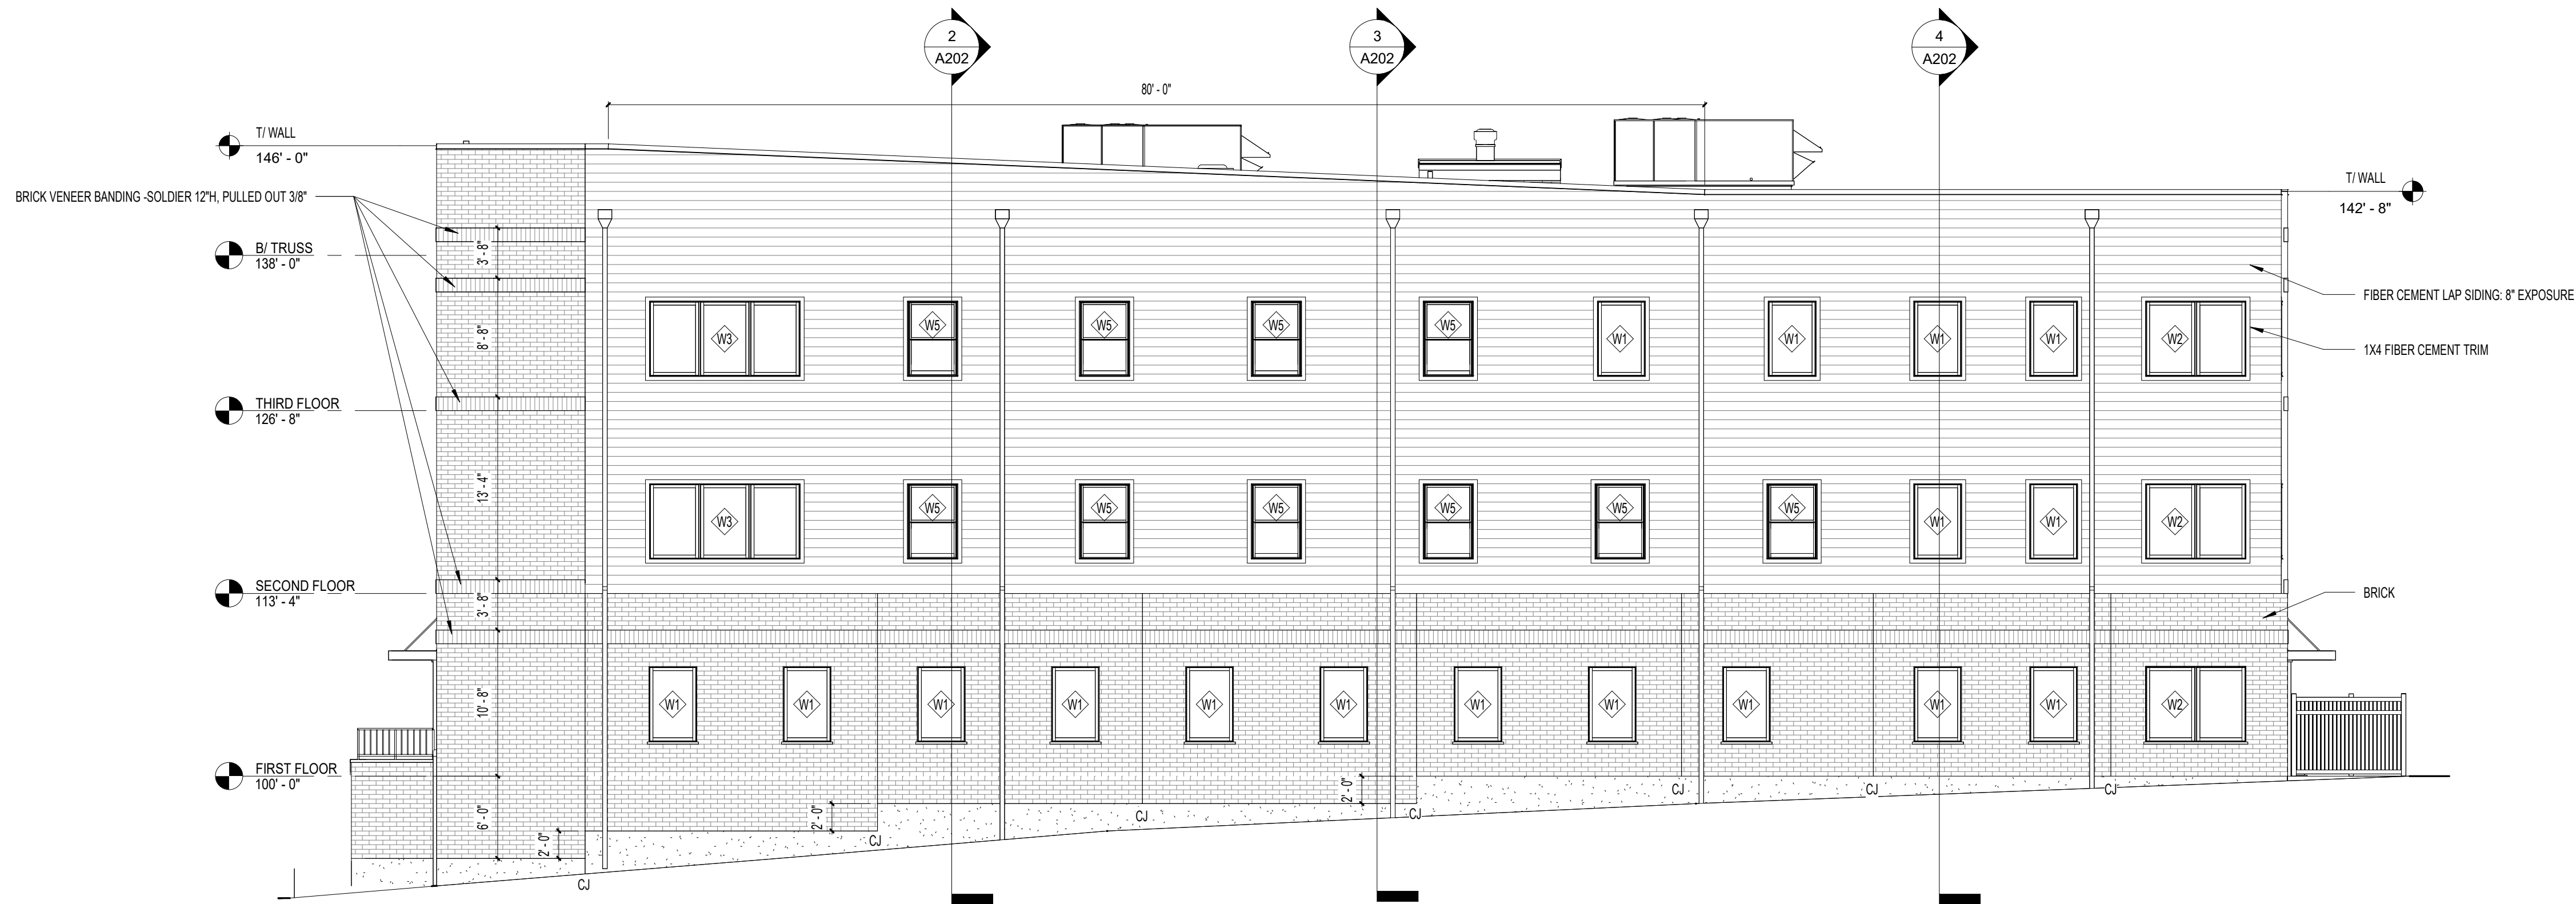 2
A202
3
A202
4
A202
80' - 0"
T/ WALL
146' - 0"
T/ WALL
142' - 8"
BRICK VENEER BANDING -SOLDIER 12"H, PULLED OUT 3/8"
B/ TRUSS
138' - 0"
3' - 8"
FIBER CEMENT LAP SIDING: 8" EXPOSURE
8' - 8"
W3 W5 W5 W5 W5 W1 W1 W1 W1 W2
1X4 FIBER CEMENT TRIM
THIRD FLOOR
126' - 8"
13' - 4"
W3 W5 W5 W5 W5 W5 W5 W1 W1 W2
SECOND FLOOR
113' - 4"
3' - 8"
BRICK
10' - 8"
W1 W1 W1 W1 W1 W1 W1 W1 W1 W1 W1 W2
FIRST FLOOR
100' - 0"
6' - 0"
2' - 0"
2' - 0"
2' - 0"
CJ CJ CJ CJ CJ CJ CJ